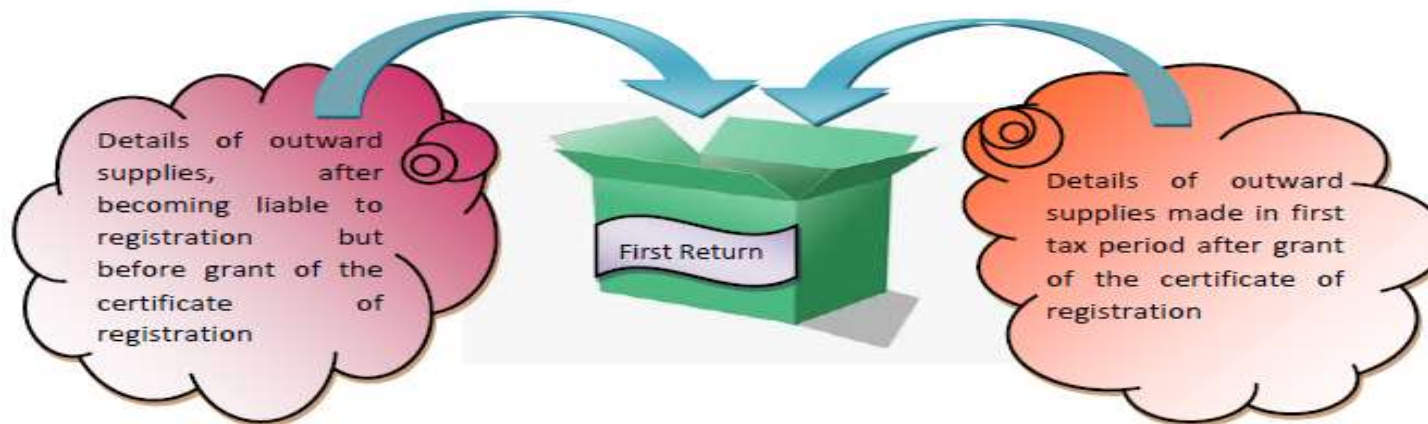 Details of outward
supplies, after
becoming liable to
registration but
before grant of the
certificate of
registration
First Return
Details of outward
supplies made in first
tax period after grant
of the certificate of
registration